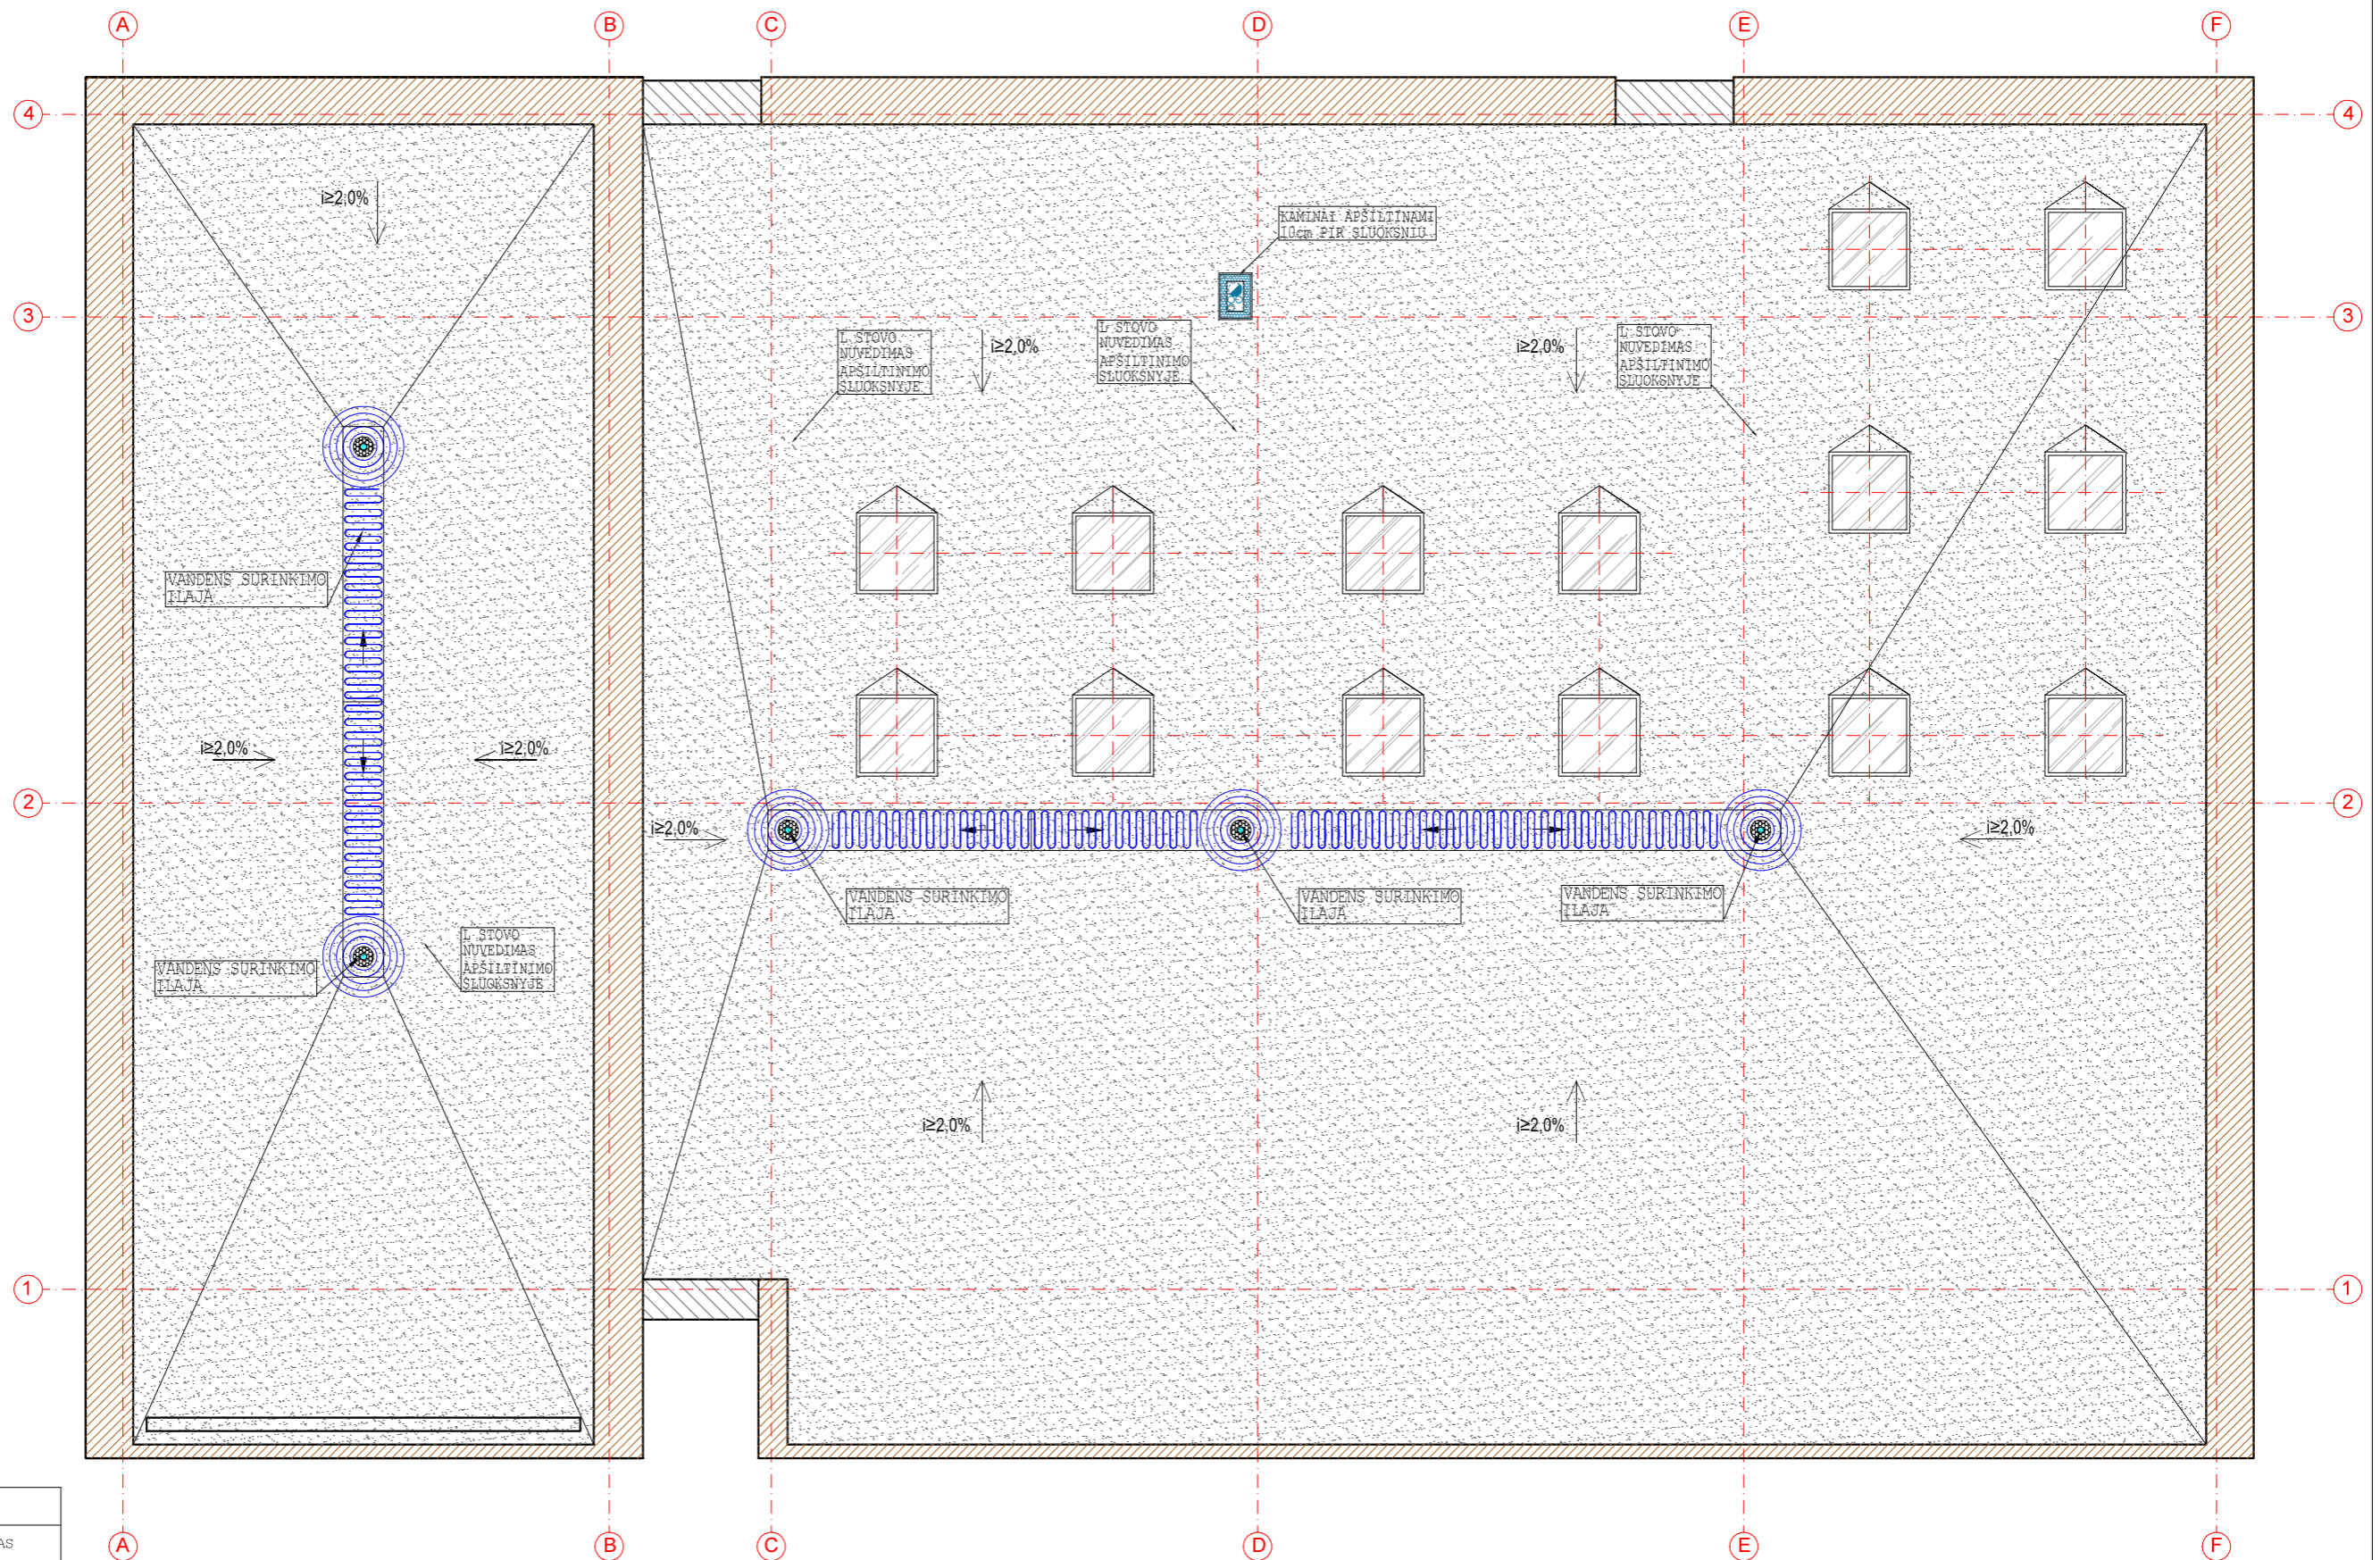 A
B
C
D
E
F
4
4
i≥2,0%
KAMINAI APŠILTINAMI
10cm PIR SLUOKSNIU
3
3
L STOVO
NUVEDIMAS
APŠILTINIMO
SLUOKSNYJE
i≥2,0%
L STOVO
NUVEDIMAS
APŠILTINIMO
SLUOKSNYJE
i≥2,0%
L STOVO
NUVEDIMAS
APŠILTINIMO
SLUOKSNYJE
VANDENS SURINKIMO
ĮLAJA
i≥2,0%
i≥2,0%
2
2
i≥2,0%
i≥2,0%
VANDENS SURINKIMO
ĮLAJA
VANDENS SURINKIMO
ĮLAJA
VANDENS SURINKIMO
ĮLAJA
VANDENS SURINKIMO
ĮLAJA
L STOVO
NUVEDIMAS
APŠILTINIMO
SLUOKSNYJE
i≥2,0%
i≥2,0%
1
1
AS
A
B
C
D
E
F